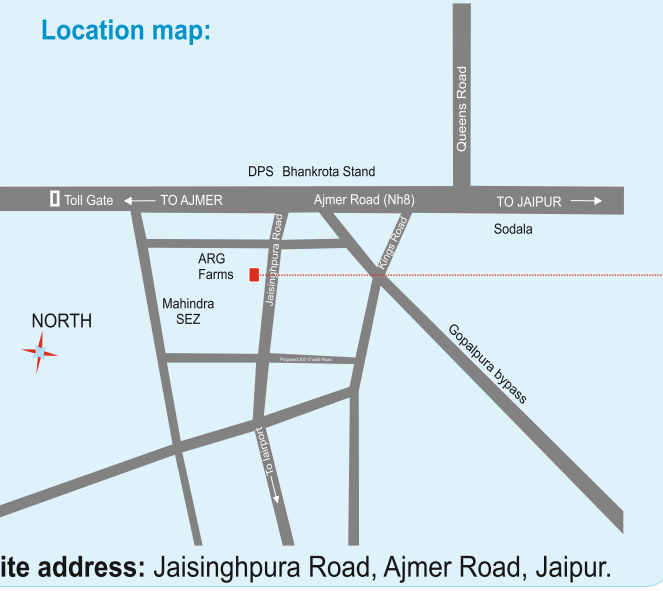 Location map:
Queens Road
DPS Bhankrota Stand
Toll Gate
TO AJMER
Ajmer Road (Nh8)
TO JAIPUR
Sodala
Kings Road
Jaisinghpura Road
ARG
Farms
Mahindra
SEZ
NORTH
Proposed 200 ft wide Road
Gopalpura bypass
To Iairport
ite address: Jaisinghpura Road, Ajmer Road, Jaipur.